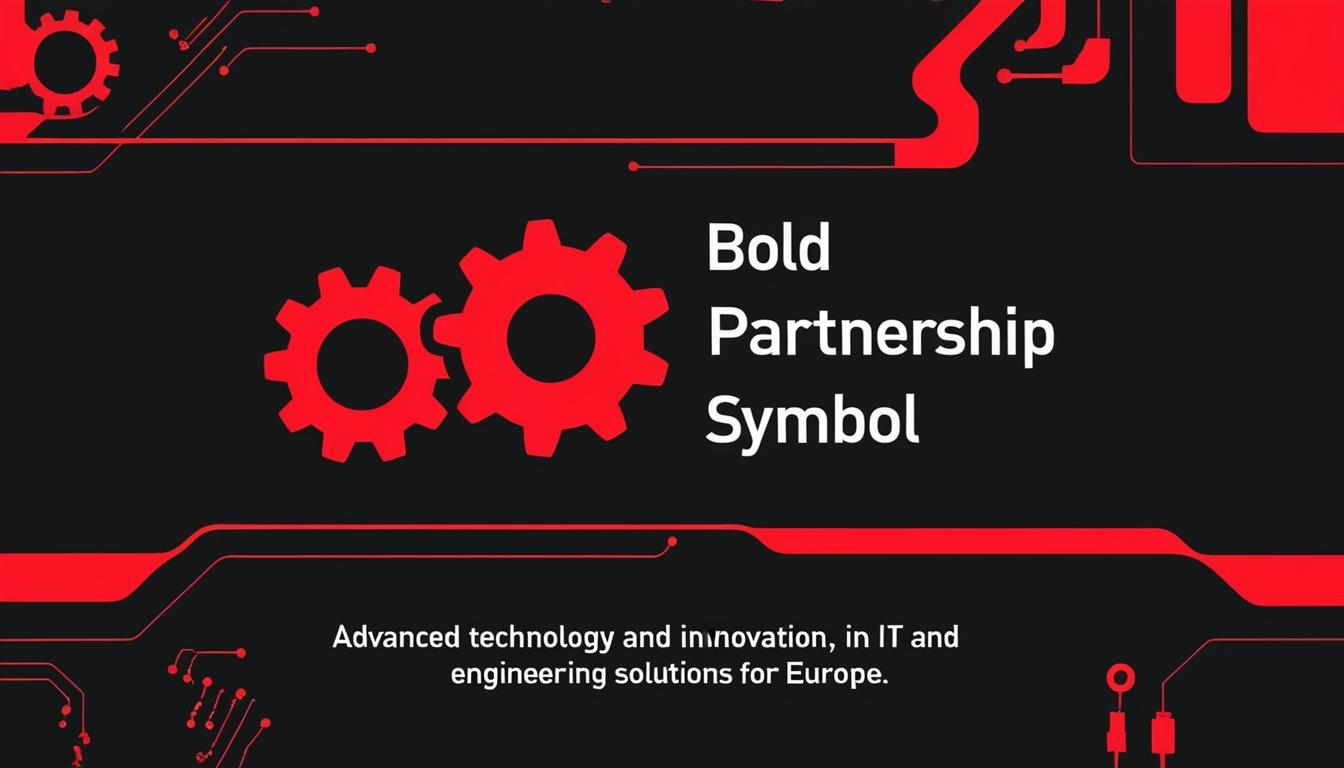 Bold
Partnership
Symbol
Advanced technology and innovation, in IT and
engineering solutions for Europe.